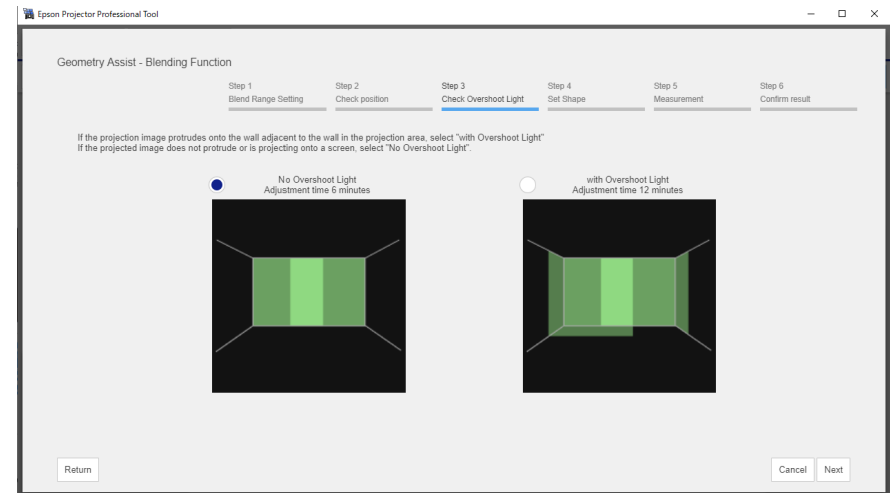 Epson Projector Professional Tool
Geometry Assist - Blending Function
Step 1
Blend Range Setting
Step 2
Check position
Step 3
Check Overshoot Light
Step 4
Set Shape
Step 5
Measurement
Step 6
Confirm result
If the projection image protrudes onto the wall adjacent to the wall in the projection area, select "with Overshoot Light"
If the projected image does not protrude or is projecting onto a screen, select "No Overshoot Light".
No Overshoot Light
Adjustment time 6 minutes
with Overshoot Light
Adjustment time 12 minutes
Return
Cancel
Next